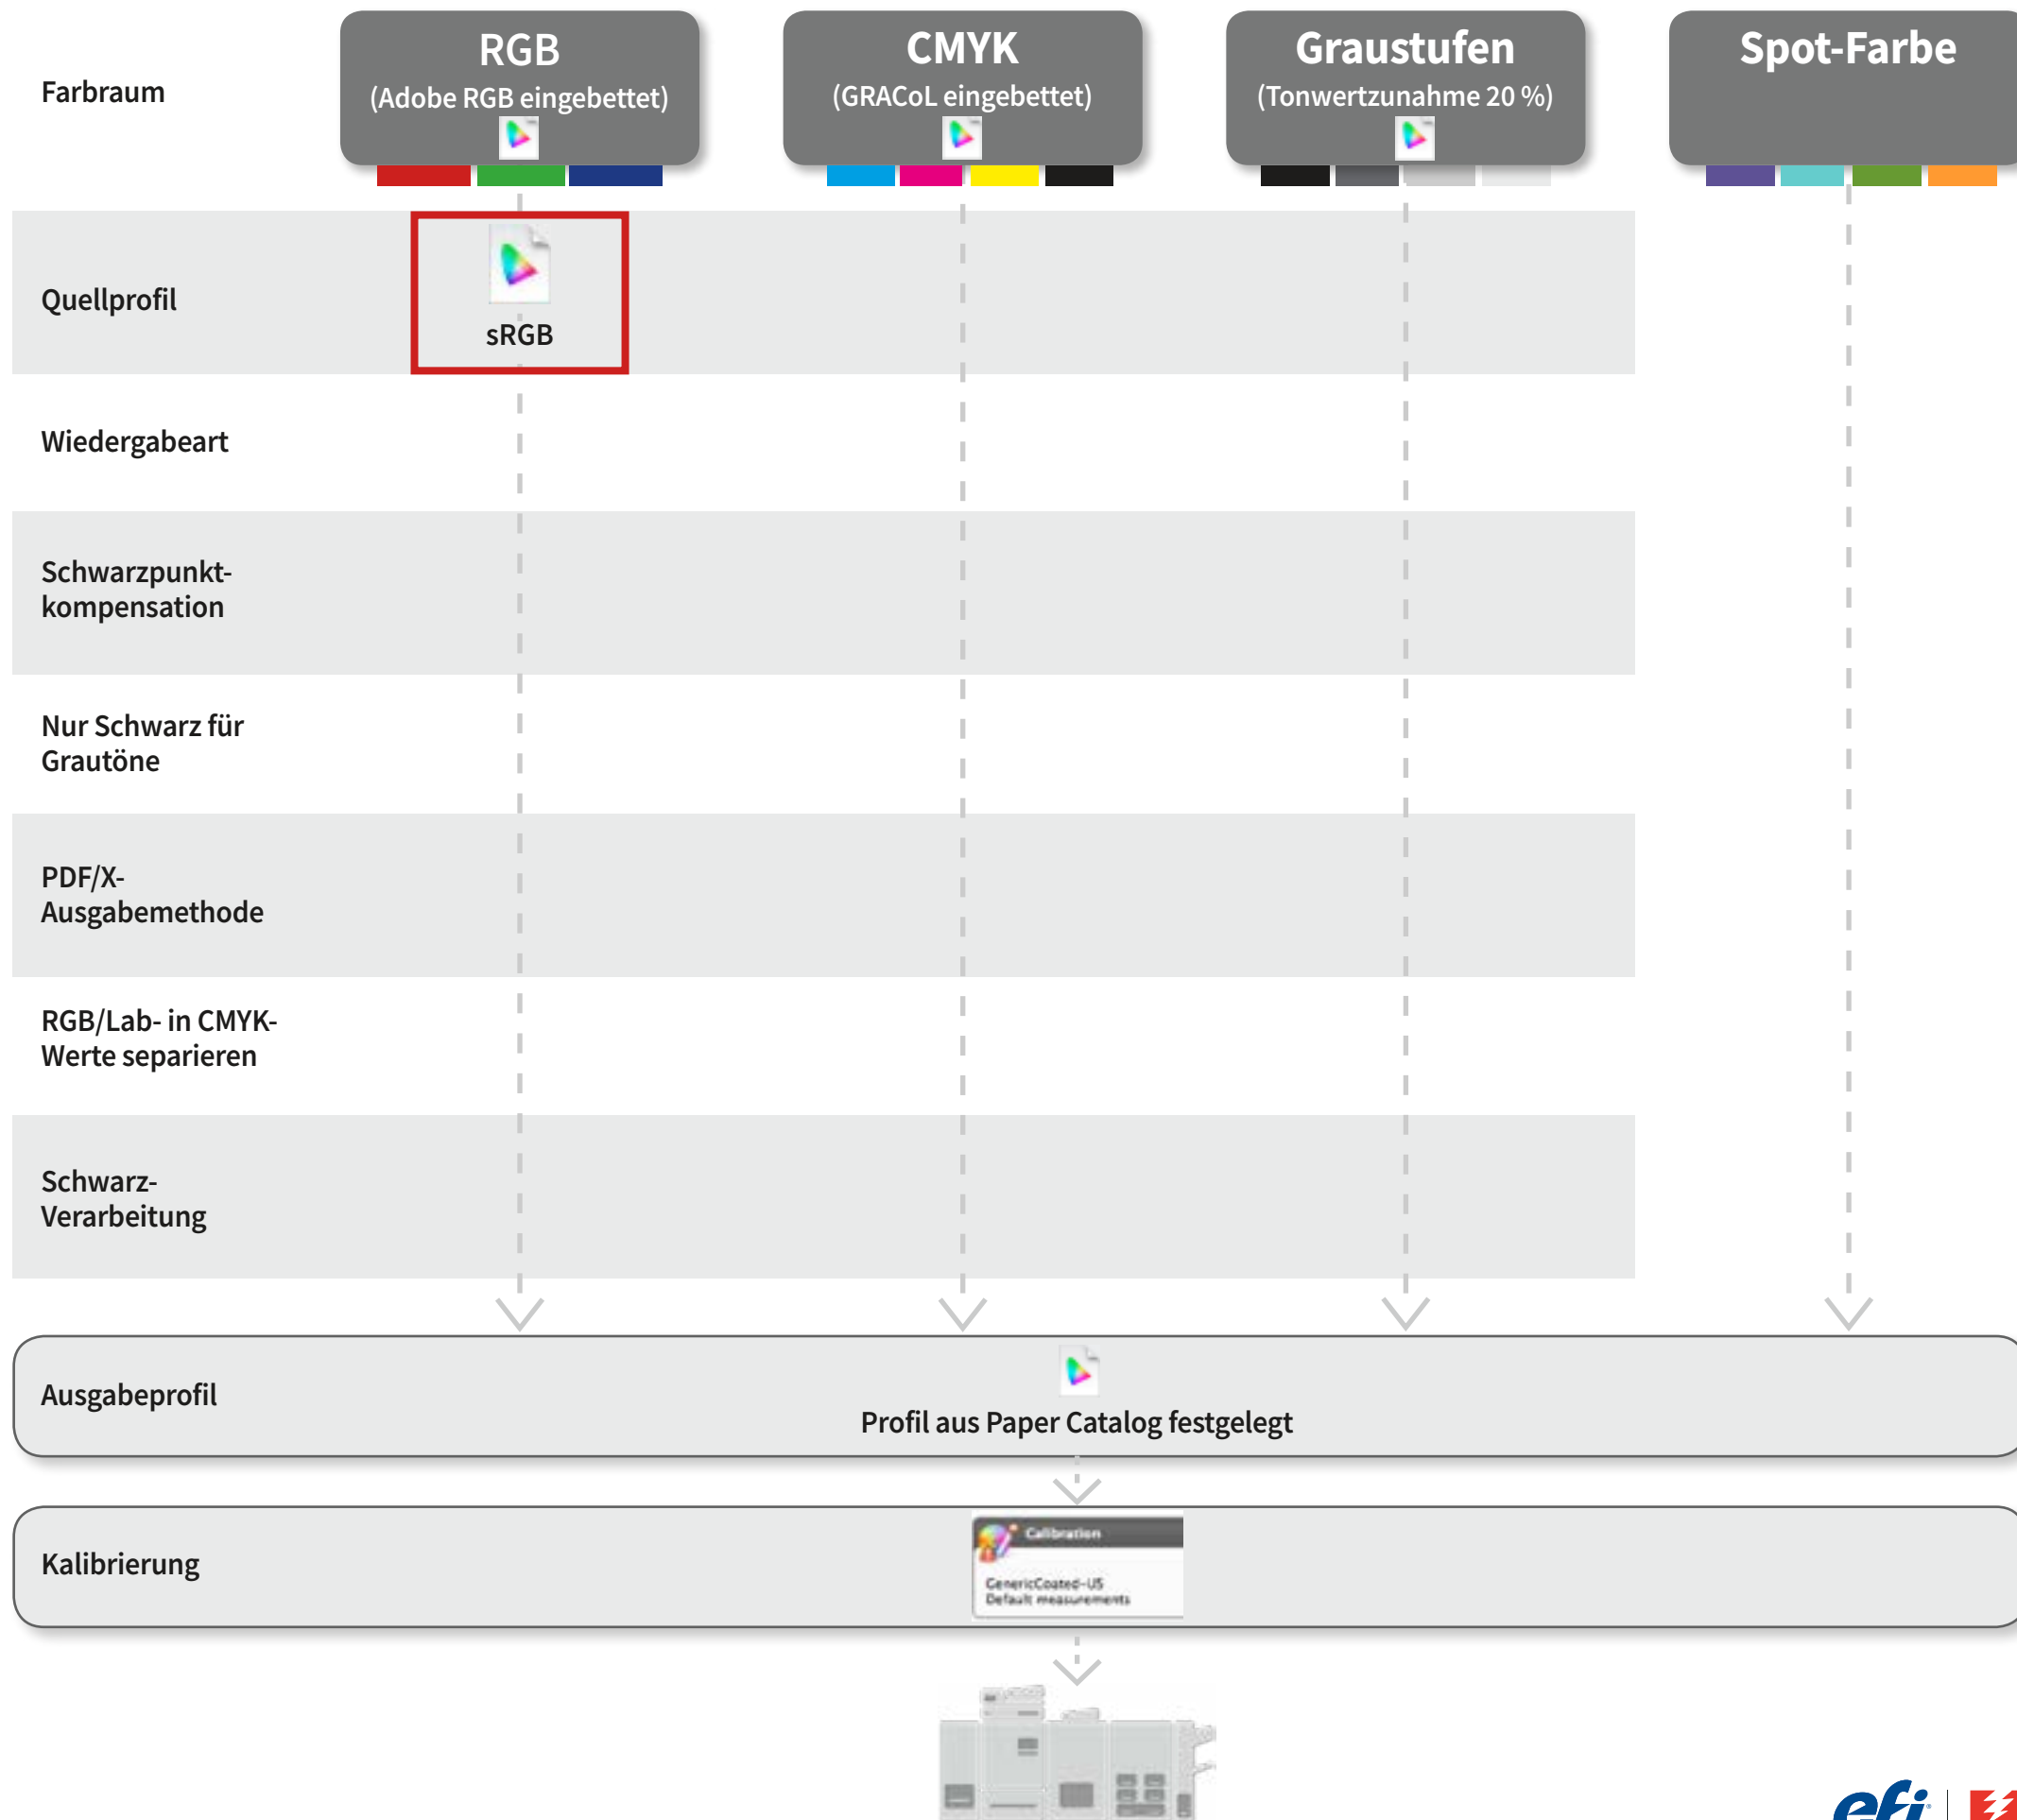 Farbraum
RGB
(Adobe RGB eingebettet)
CMYK
(GRACoL eingebettet)
Graustufen
(Tonwertzunahme 20 %)
Spot-Farbe
Quellprofil
sRGB
Wiedergabeart
Schwarzpunkt-
kompensation
Nur Schwarz für
Grautöne
PDF/X-
Ausgabemethode
RGB/Lab- in CMYK-
Werte separieren
Schwarz-
Verarbeitung
Ausgabeprofil
Profil aus Paper Catalog festgelegt
Kalibrierung
Calibration
GenericCoated-US
Default measurements
efi